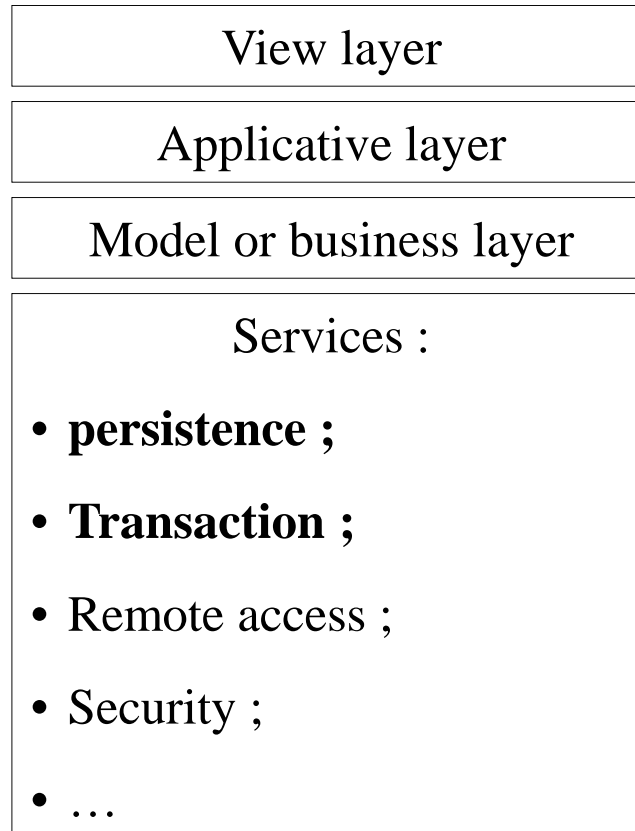 View layer
Applicative layer
Model or business layer
Services :
• persistence ;
• Transaction ;
• Remote access ;
• Security ;
• …